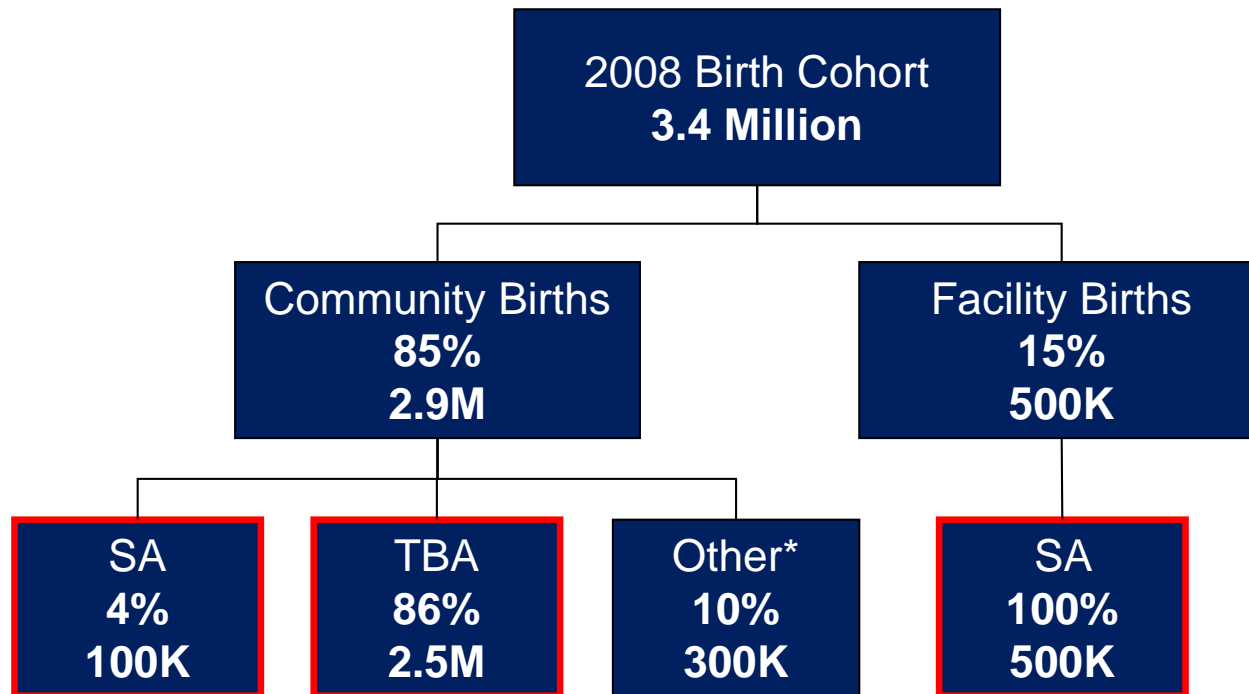 2008 Birth Cohort
3.4 Million
Community Births
85%
2.9M
Facility Births
15%
500K
SA
4%
100K
TBA
86%
2.5M
Other*
10%
300K
SA
100%
500K